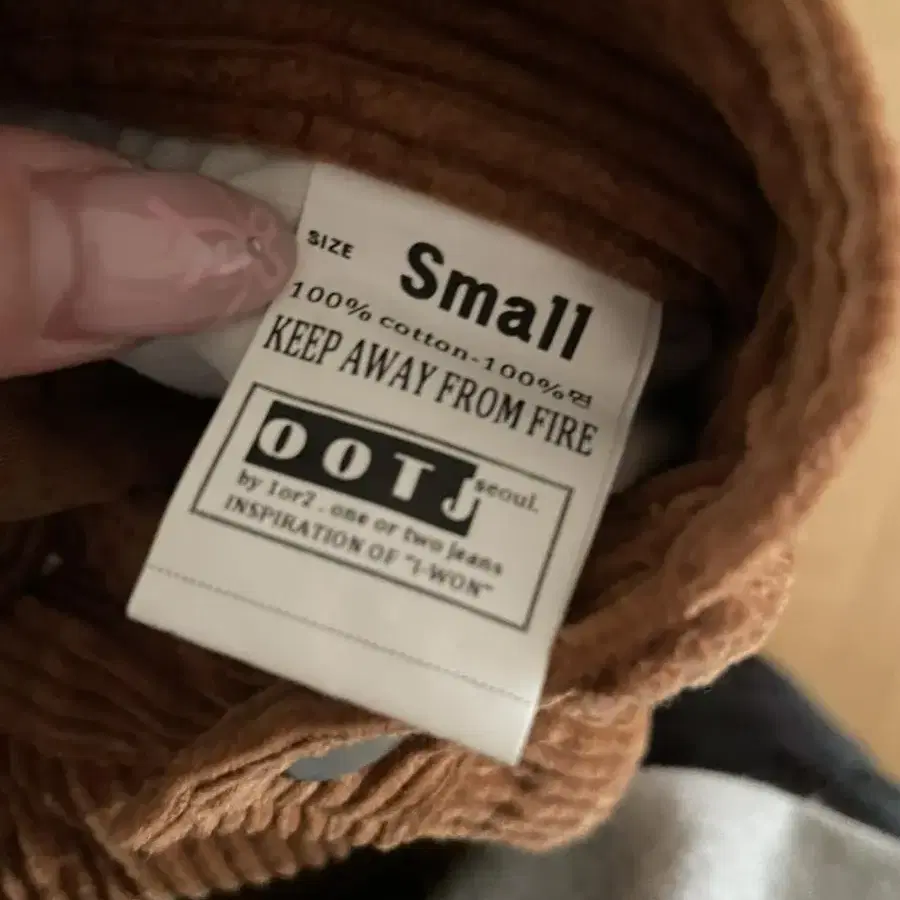 SIZE Small
100% cotton-100%면
KEEP AWAY FROM FIRE
OOTJ seoul.
by 1or2 . one or two jeans
INSPIRATION OF "I-WON"